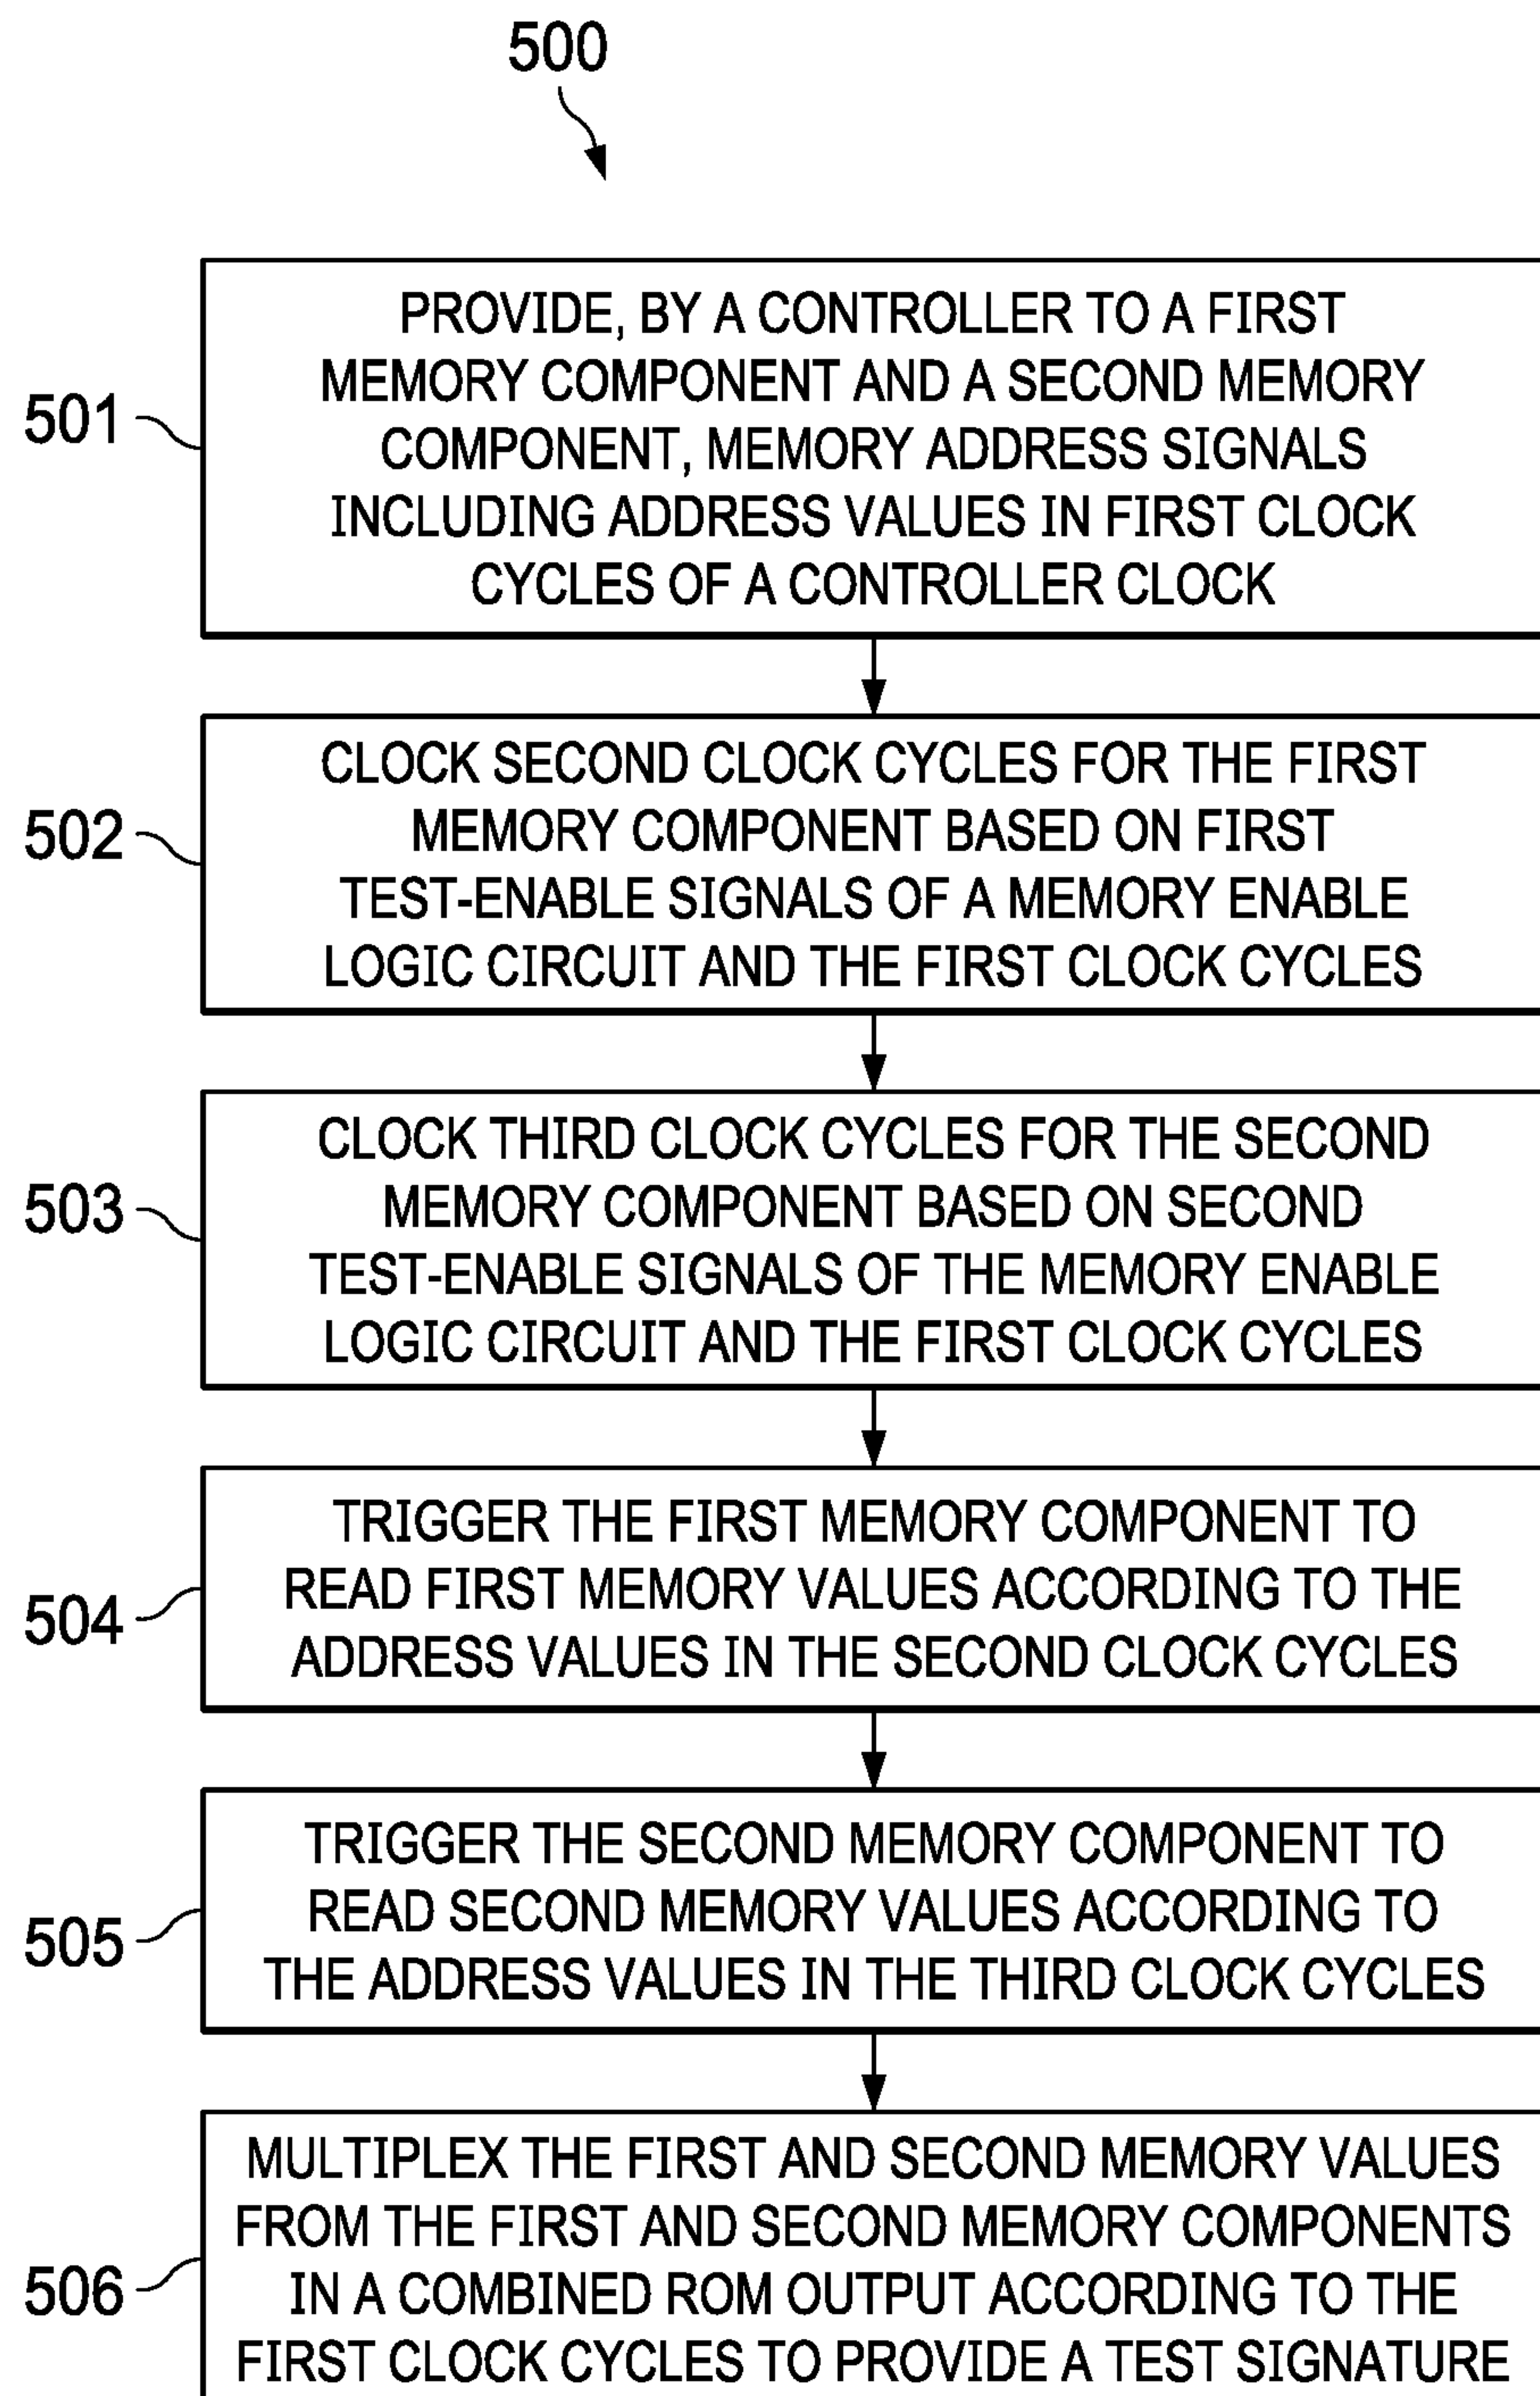 500
501
PROVIDE, BY A CONTROLLER TO A FIRST
MEMORY COMPONENT AND A SECOND MEMORY
COMPONENT, MEMORY ADDRESS SIGNALS
INCLUDING ADDRESS VALUES IN FIRST CLOCK
CYCLES OF A CONTROLLER CLOCK
502
CLOCK SECOND CLOCK CYCLES FOR THE FIRST
MEMORY COMPONENT BASED ON FIRST
TEST-ENABLE SIGNALS OF A MEMORY ENABLE
LOGIC CIRCUIT AND THE FIRST CLOCK CYCLES
503
CLOCK THIRD CLOCK CYCLES FOR THE SECOND
MEMORY COMPONENT BASED ON SECOND
TEST-ENABLE SIGNALS OF THE MEMORY ENABLE
LOGIC CIRCUIT AND THE FIRST CLOCK CYCLES
504
TRIGGER THE FIRST MEMORY COMPONENT TO
READ FIRST MEMORY VALUES ACCORDING TO THE
ADDRESS VALUES IN THE SECOND CLOCK CYCLES
505
TRIGGER THE SECOND MEMORY COMPONENT TO
READ SECOND MEMORY VALUES ACCORDING TO
THE ADDRESS VALUES IN THE THIRD CLOCK CYCLES
506
MULTIPLEX THE FIRST AND SECOND MEMORY VALUES
FROM THE FIRST AND SECOND MEMORY COMPONENTS
IN A COMBINED ROM OUTPUT ACCORDING TO THE
FIRST CLOCK CYCLES TO PROVIDE A TEST SIGNATURE